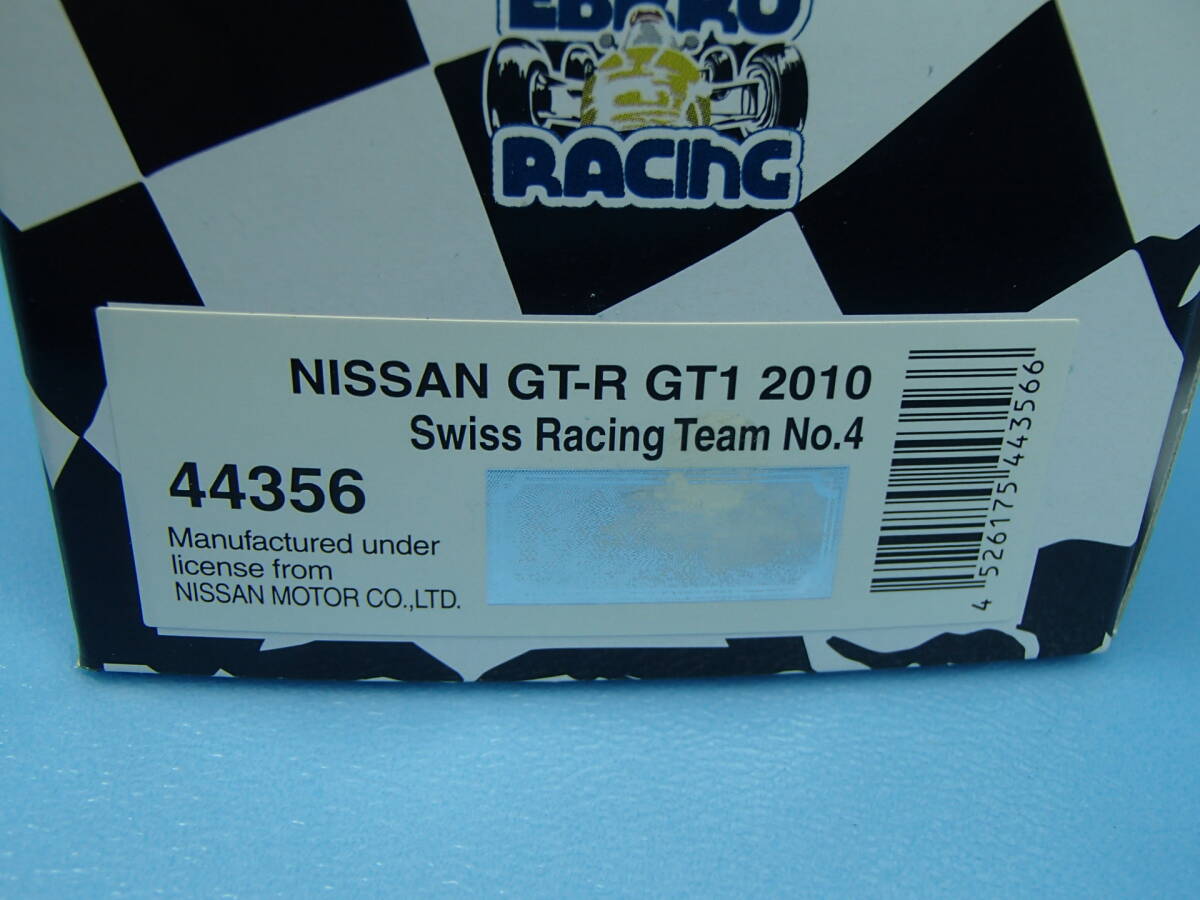 EBRRO
RACING
NISSAN GT-R GT1 2010
Swiss Racing Team No.4
44356
Manufactured under
license from
NISSAN MOTOR CO.,LTD.
4 526175 443566